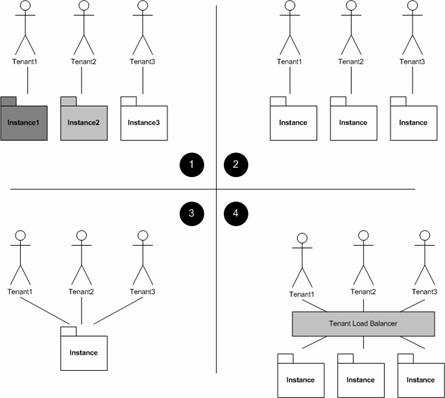 Tenant1 Tenant2 Tenant3
Instance1 Instance2 Instance3
1
Tenant1 Tenant2 Tenant3
Instance Instance Instance
2
3
Tenant1 Tenant2 Tenant3
Instance
4
Tenant1 Tenant2 Tenant3
Tenant Load Balancer
Instance Instance Instance